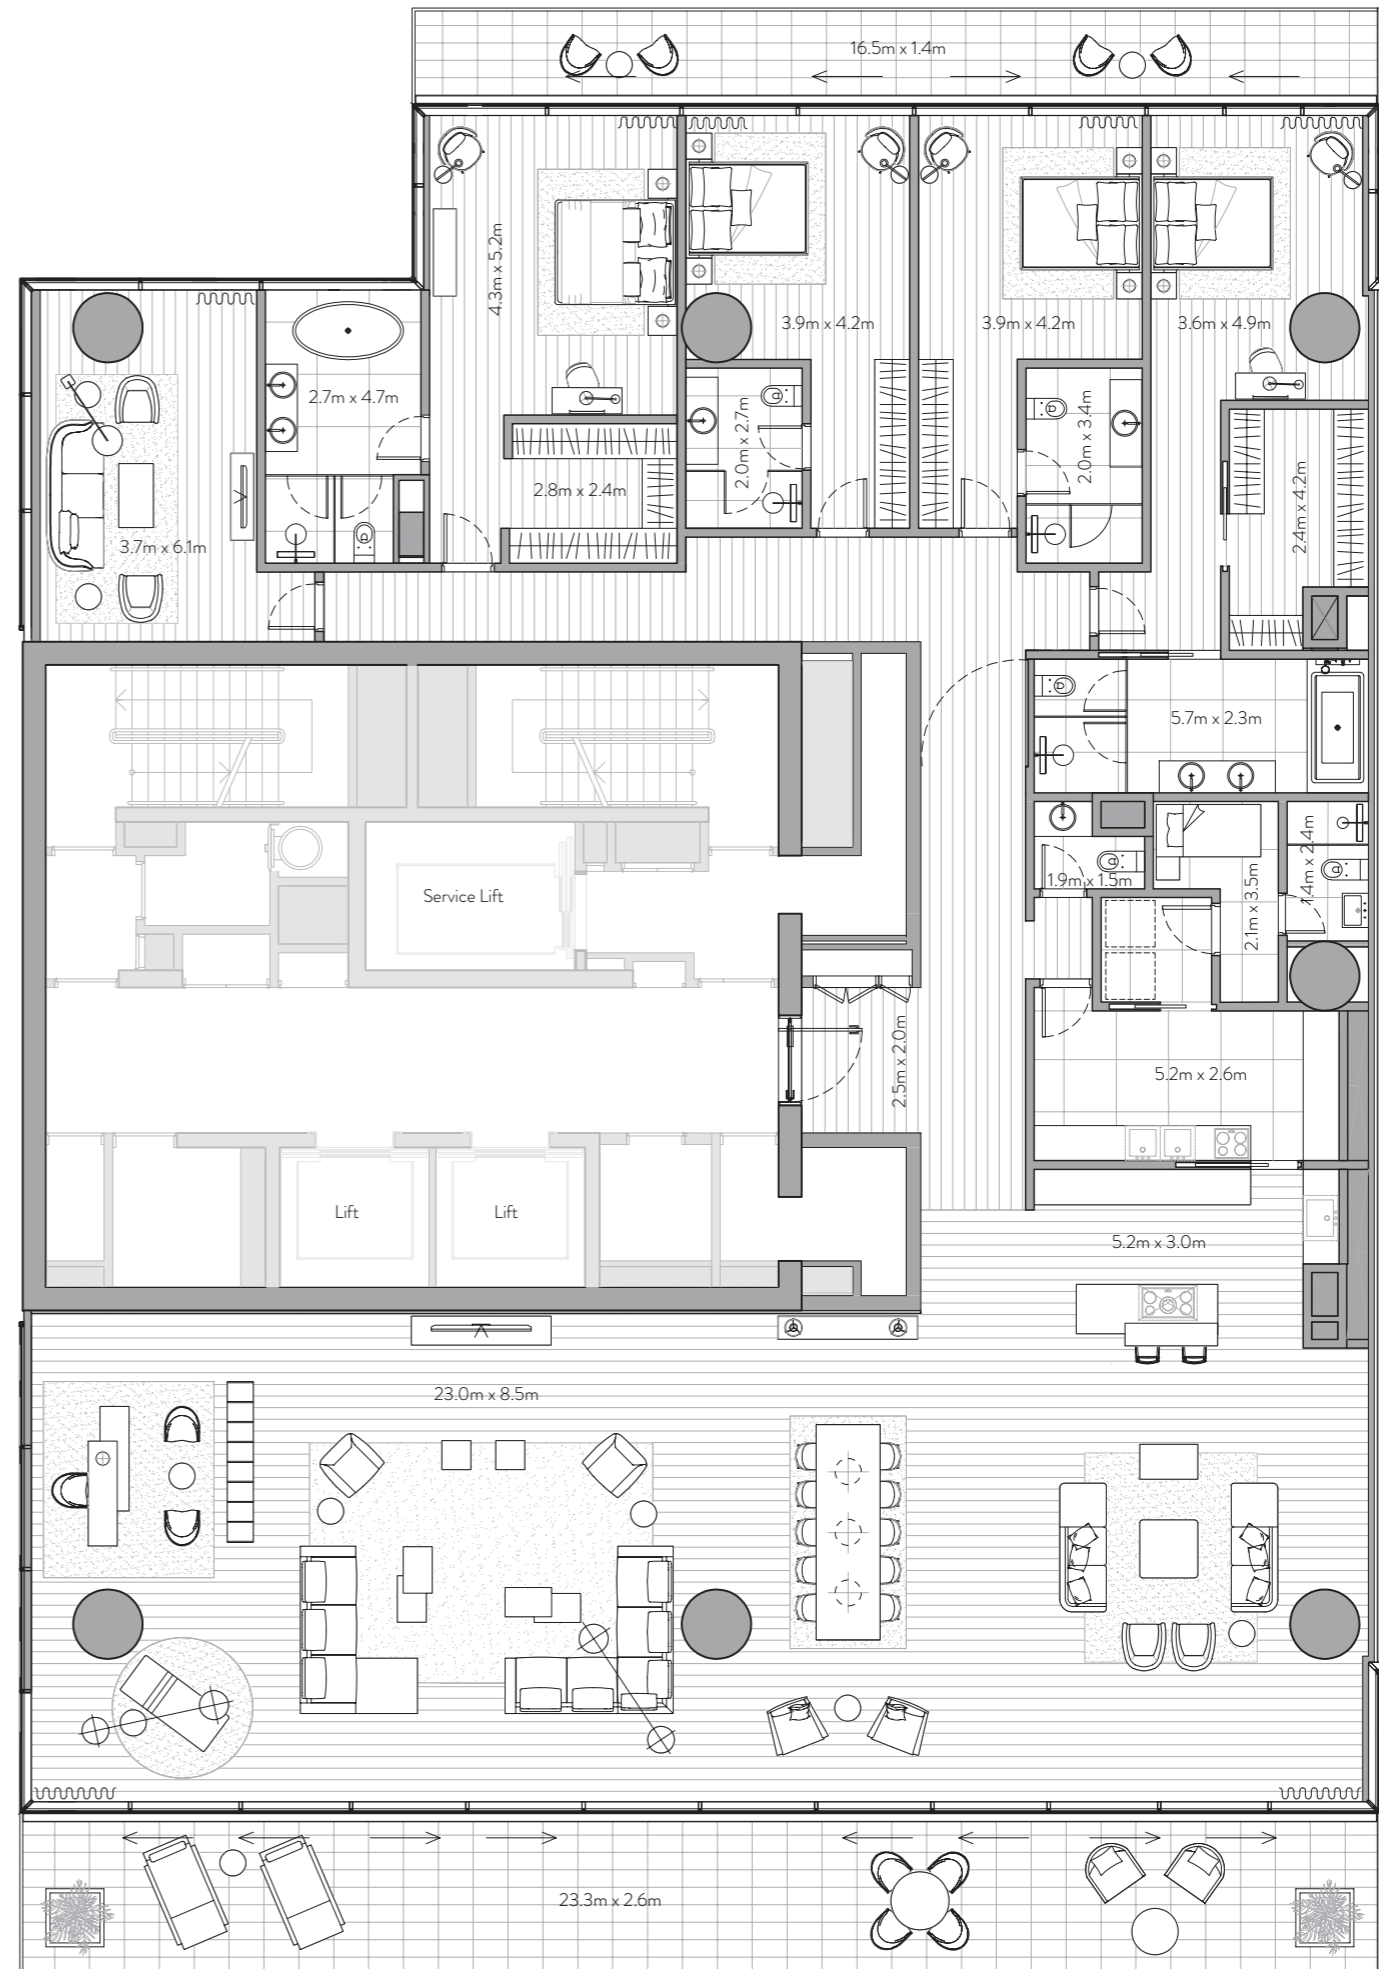 16.5m x 1.4m
4.3m x 5.2m
3.9m x 4.2m
3.9m x 4.2m
3.6m x 4.9m
2.7m x 4.7m
2.0m x 2.7m
2.0m x 3.4m
2.8m x 2.4m
2.4m x 4.2m
3.7m x 6.1m
5.7m x 2.3m
1.4m x 2.4m
1.9m x 1.5m
2.1m x 3.5m
Service Lift
2.5m x 2.0m
5.2m x 2.6m
Lift
Lift
5.2m x 3.0m
23.0m x 8.5m
23.3m x 2.6m